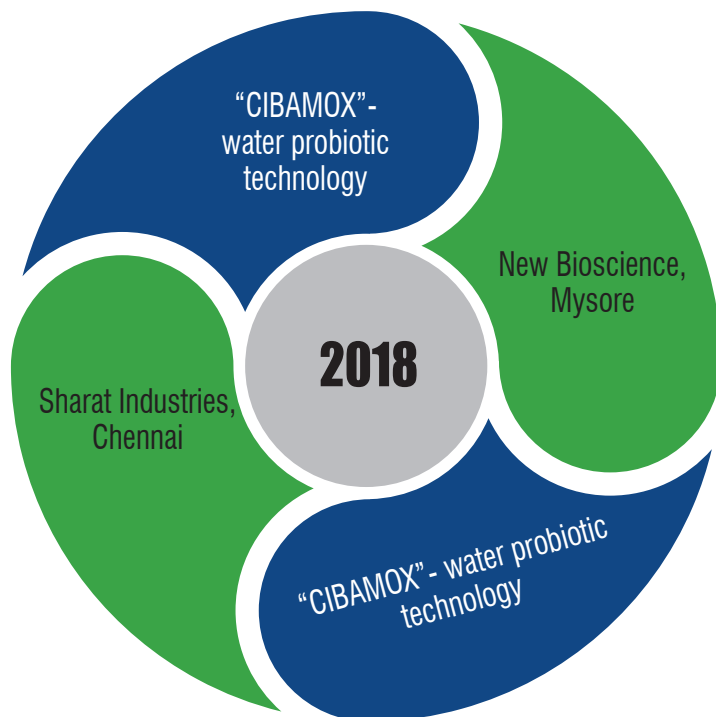 “CIBAMOX”-
water probiotic
technology
New Bioscience,
Mysore
2018
Sharat Industries,
Chennai
“CIBAMOX” - water probiotic
technology